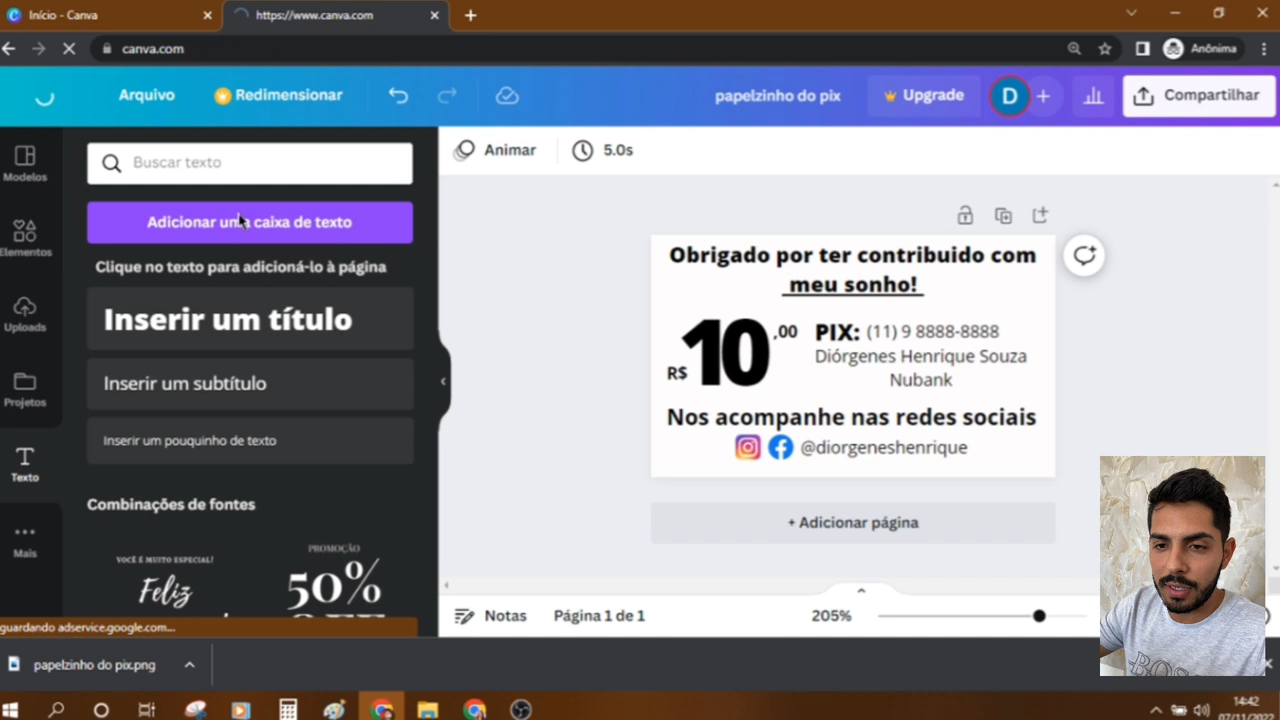 Início - Canva
https://www.canva.com
canva.com
Anônima
Arquivo
Redimensionar
papelzinho do pix
Upgrade
D
Compartilhar
Modelos
Elementos
Uploads
Projetos
Texto
Mais
Buscar texto
Adicionar uma caixa de texto
Clique no texto para adicioná-lo à página
Inserir um título
Inserir um subtítulo
Inserir um pouquinho de texto
Combinações de fontes
VOCÊ É MUITO ESPECIAL!
Feliz
PROMOÇÃO
50%
OFF
Animar
5.0s
Obrigado por ter contribuido com
meu sonho!
R$10,00
PIX: (11) 9 8888-8888
Diórgenes Henrique Souza
Nubank
Nos acompanhe nas redes sociais
@diorgeneshenrique
+ Adicionar página
Notas
Página 1 de 1
205%
guardando adservice.google.com...
papelzinho do pix.png
BOSS
14:42